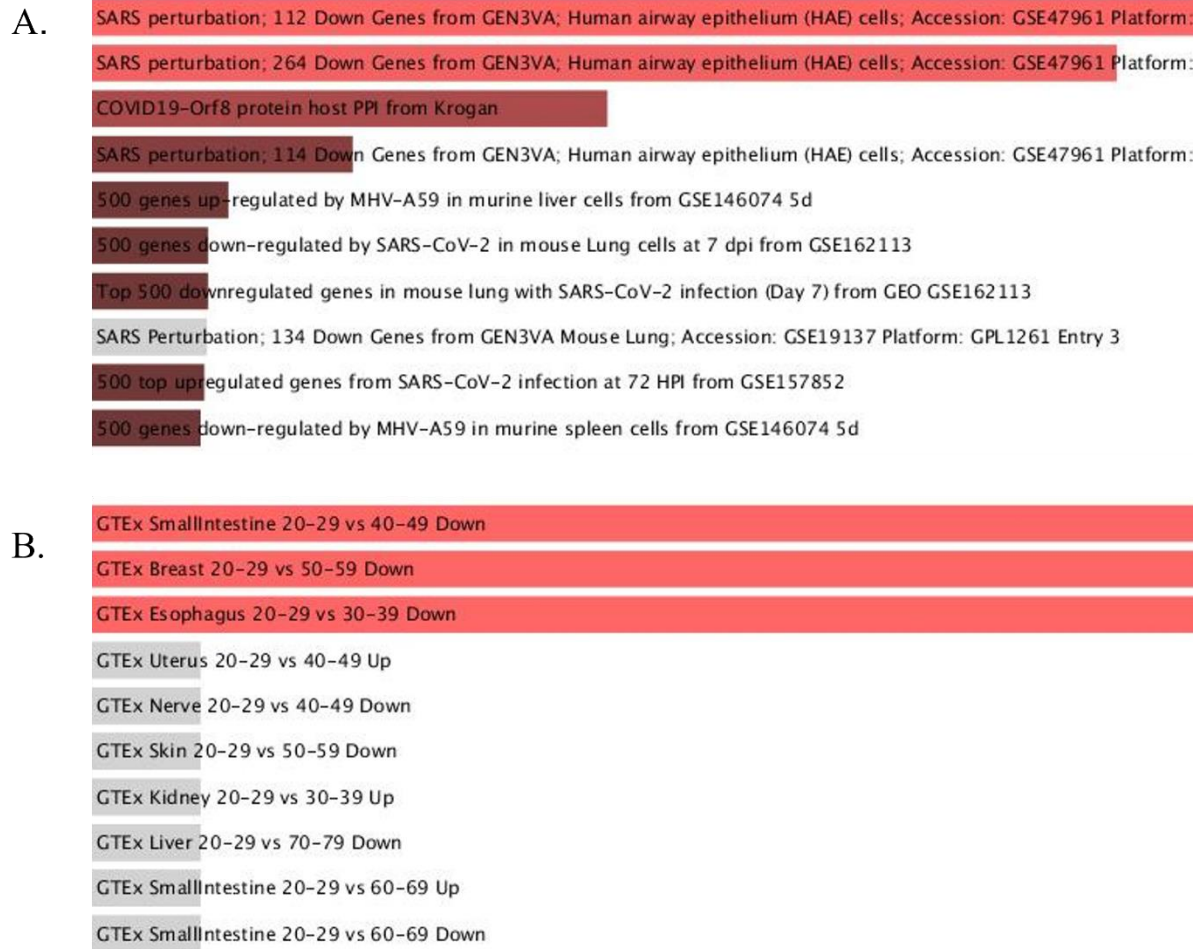 A.
SARS perturbation; 112 Down Genes from GEN3VA; Human airway epithelium (HAE) cells; Accession: GSE47961 Platform:
SARS perturbation; 264 Down Genes from GEN3VA; Human airway epithelium (HAE) cells; Accession: GSE47961 Platform:
COVID19-Orf8 protein host PPI from Krogan
SARS perturbation; 114 Down Genes from GEN3VA; Human airway epithelium (HAE) cells; Accession: GSE47961 Platform:
500 genes up-regulated by MHV-A59 in murine liver cells from GSE146074 5d
500 genes down-regulated by SARS-CoV-2 in mouse Lung cells at 7 dpi from GSE162113
Top 500 downregulated genes in mouse lung with SARS-CoV-2 infection (Day 7) from GEO GSE162113
SARS Perturbation; 134 Down Genes from GEN3VA Mouse Lung; Accession: GSE19137 Platform: GPL1261 Entry 3
500 top upregulated genes from SARS-CoV-2 infection at 72 HPI from GSE157852
500 genes down-regulated by MHV-A59 in murine spleen cells from GSE146074 5d
B.
GTEx SmallIntestine 20-29 vs 40-49 Down
GTEx Breast 20-29 vs 50-59 Down
GTEx Esophagus 20-29 vs 30-39 Down
GTEx Uterus 20-29 vs 40-49 Up
GTEx Nerve 20-29 vs 40-49 Down
GTEx Skin 20-29 vs 50-59 Down
GTEx Kidney 20-29 vs 30-39 Up
GTEx Liver 20-29 vs 70-79 Down
GTEx SmallIntestine 20-29 vs 60-69 Up
GTEx SmallIntestine 20-29 vs 60-69 Down